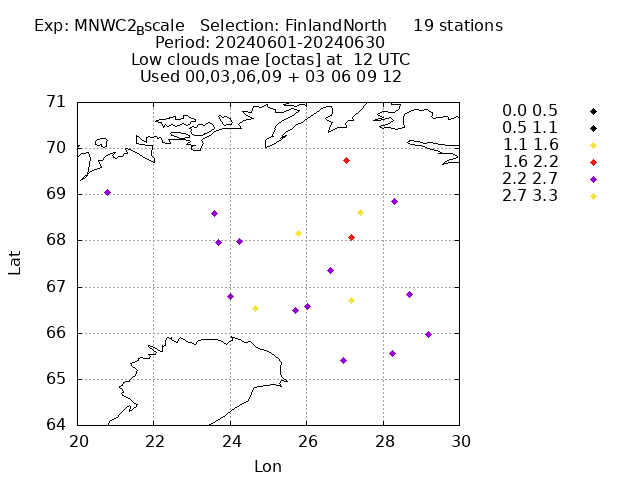 Exp: MNWC2Bscale   Selection: FinlandNorth     19 stations
Period: 20240601-20240630
Low clouds mae [octas] at  12 UTC
Used 00,03,06,09 + 03 06 09 12
0.0 0.5
0.5 1.1
1.1 1.6
1.6 2.2
2.2 2.7
2.7 3.3
71
70
69
68
67
66
65
64
Lat
20 22 24 26 28 30
Lon